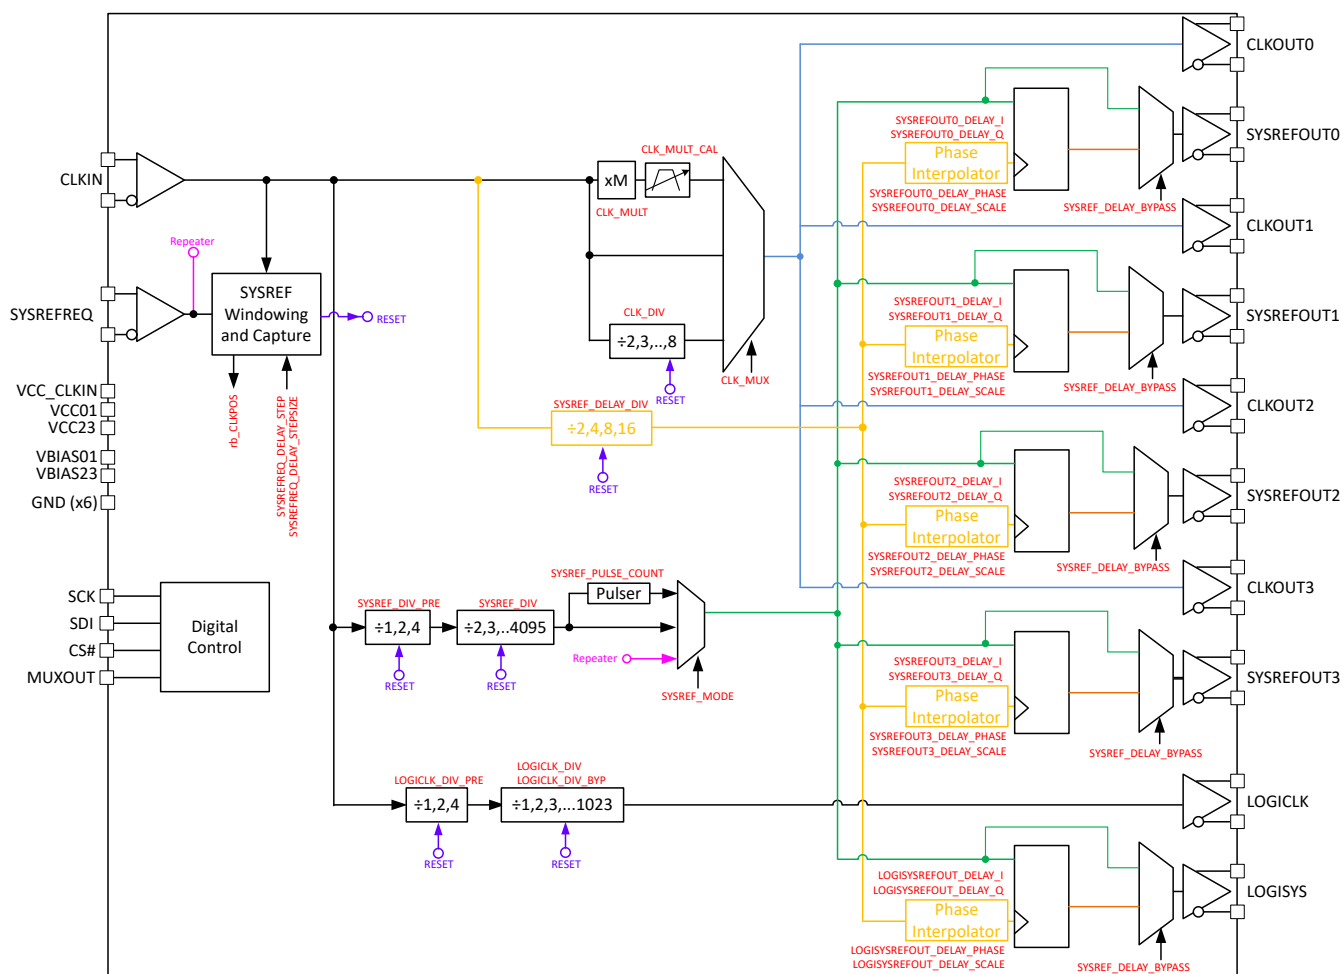 CLKOUT0
SYSREFOUT0_DELAY_I
SYSREFOUT0_DELAY_Q
Phase
Interpolator
SYSREFOUT0_DELAY_PHASE
SYSREFOUT0_DELAY_SCALE
SYSREF_DELAY_BYPASS
SYSREFOUT0
CLKIN
CLK_MULT_CAL
xM
CLK_MULT
CLKOUT1
Repeater
SYSREFREQ
SYSREF
Windowing
and Capture
RESET
rb_CLKPOS
SYSREFREQ_DELAY_STEP
SYSREFREQ_DELAY_STEPSIZE
CLK_DIV
÷2,3,..,8
RESET
CLK_MUX
SYSREFOUT1_DELAY_I
SYSREFOUT1_DELAY_Q
Phase
Interpolator
SYSREFOUT1_DELAY_PHASE
SYSREFOUT1_DELAY_SCALE
SYSREF_DELAY_BYPASS
SYSREFOUT1
VCC_CLKIN
VCC01
VCC23
VBIAS01
VBIAS23
GND (x6)
SYSREF_DELAY_DIV
÷2,4,8,16
RESET
CLKOUT2
SYSREFOUT2_DELAY_I
SYSREFOUT2_DELAY_Q
Phase
Interpolator
SYSREFOUT2_DELAY_PHASE
SYSREFOUT2_DELAY_SCALE
SYSREF_DELAY_BYPASS
SYSREFOUT2
CLKOUT3
SCK
SDI
CS#
MUXOUT
Digital
Control
SYSREF_DIV_PRE
÷1,2,4
RESET
SYSREF_DIV
÷2,3,..4095
RESET
SYSREF_PULSE_COUNT
Pulser
Repeater
SYSREF_MODE
SYSREFOUT3_DELAY_I
SYSREFOUT3_DELAY_Q
Phase
Interpolator
SYSREFOUT3_DELAY_PHASE
SYSREFOUT3_DELAY_SCALE
SYSREF_DELAY_BYPASS
SYSREFOUT3
LOGICLK_DIV_PRE
÷1,2,4
RESET
LOGICLK_DIV
LOGICLK_DIV_BYP
÷1,2,3,...1023
RESET
LOGICLK
LOGISYSREFOUT_DELAY_I
LOGISYSREFOUT_DELAY_Q
Phase
Interpolator
LOGISYSREFOUT_DELAY_PHASE
LOGISYSREFOUT_DELAY_SCALE
SYSREF_DELAY_BYPASS
LOGISYS